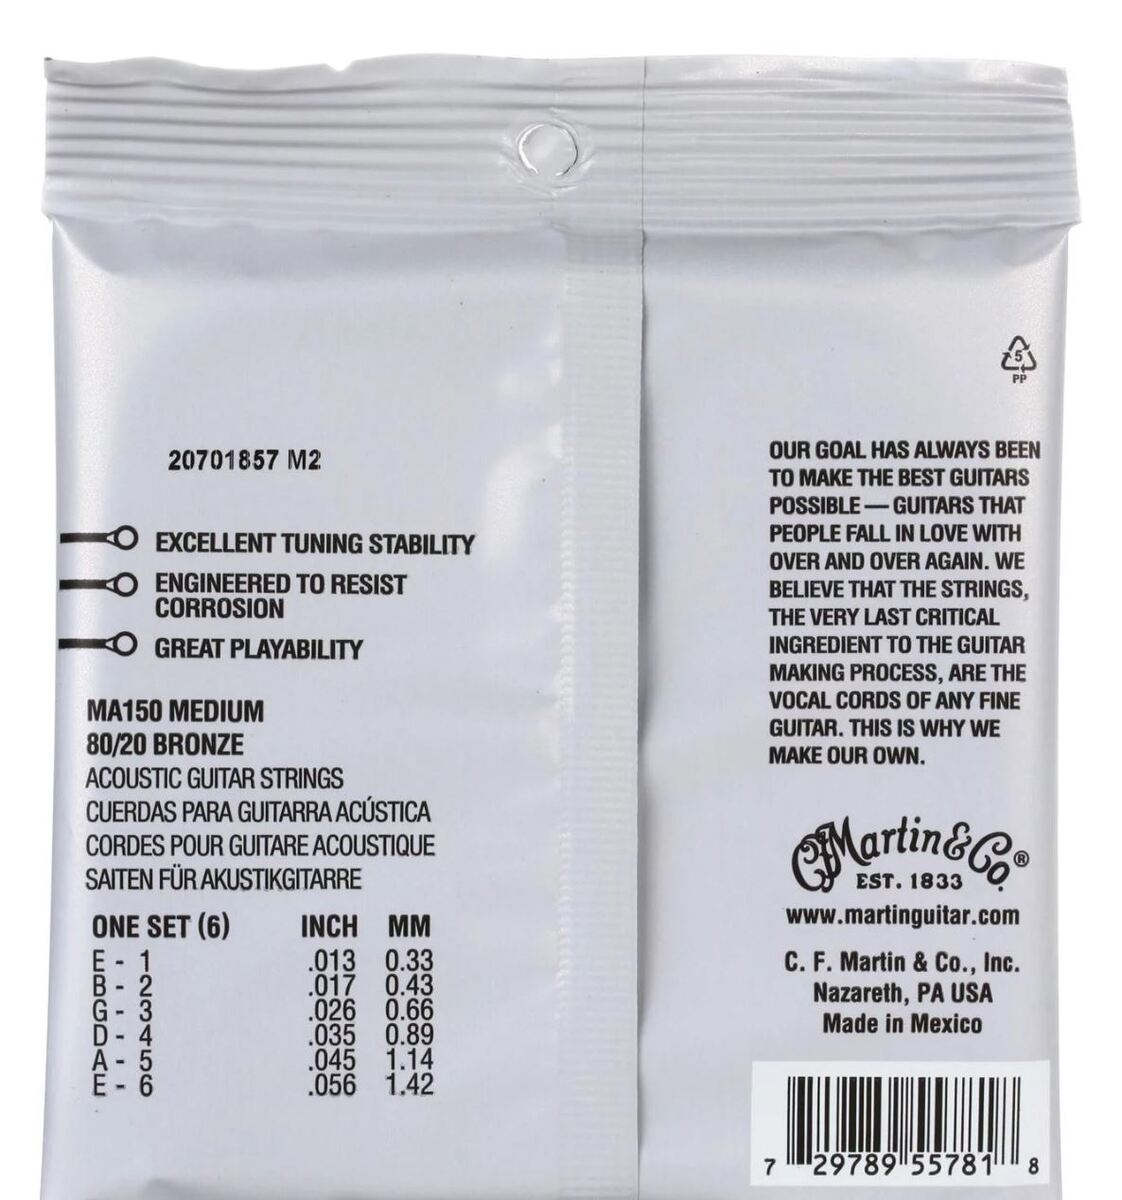 20701857 M2
EXCELLENT TUNING STABILITY
ENGINEERED TO RESIST
CORROSION
GREAT PLAYABILITY
MA150 MEDIUM
80/20 BRONZE
ACOUSTIC GUITAR STRINGS
CUERDAS PARA GUITARRA ACÚSTICA
CORDES POUR GUITARE ACOUSTIQUE
SAITEN FÜR AKUSTIKGITARRE
ONE SET (6) INCH MM
E - 1 .013 0.33
B - 2 .017 0.43
G - 3 .026 0.66
D - 4 .035 0.89
A - 5 .045 1.14
E - 6 .056 1.42
5
PP
OUR GOAL HAS ALWAYS BEEN
TO MAKE THE BEST GUITARS
POSSIBLE — GUITARS THAT
PEOPLE FALL IN LOVE WITH
OVER AND OVER AGAIN. WE
BELIEVE THAT THE STRINGS,
THE VERY LAST CRITICAL
INGREDIENT TO THE GUITAR
MAKING PROCESS, ARE THE
VOCAL CORDS OF ANY FINE
GUITAR. THIS IS WHY WE
MAKE OUR OWN.
CF Martin & Co.®
EST. 1833
www.martinguitar.com
C. F. Martin & Co., Inc.
Nazareth, PA USA
Made in Mexico
7 29789 55781 8